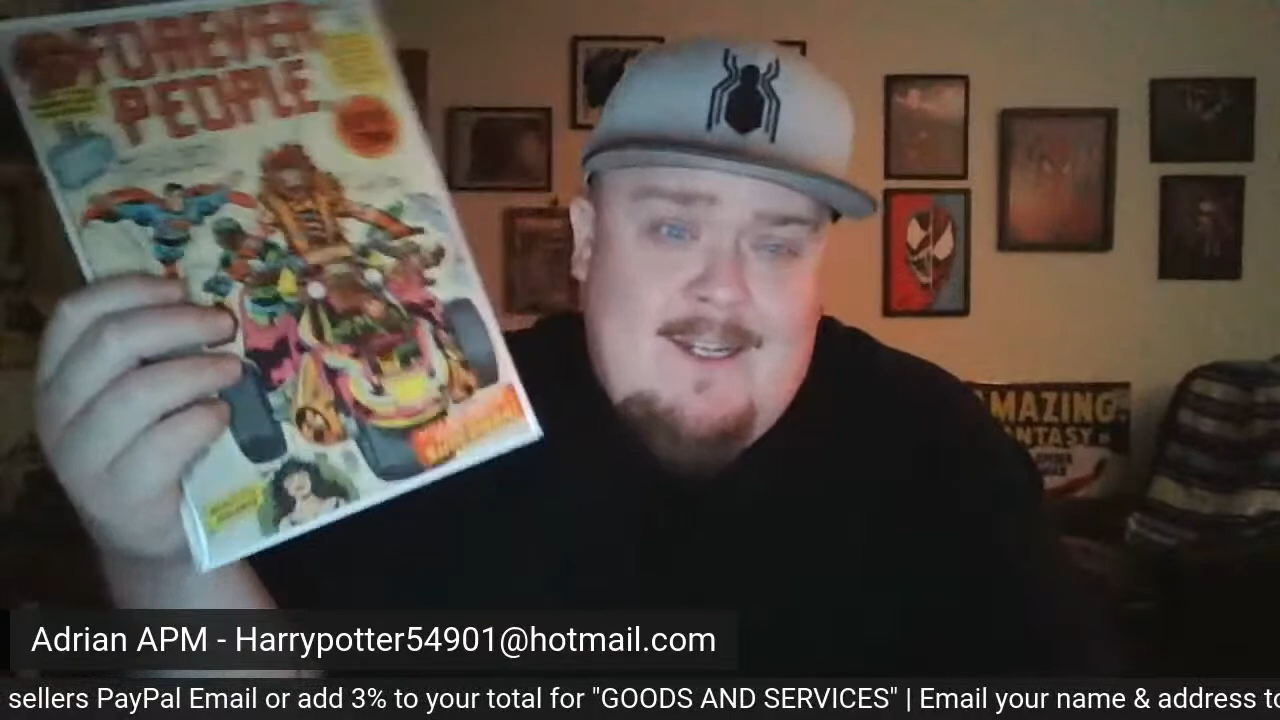 FOREVER
PEOPLE
AMAZING
FANTASY
Adrian APM - Harrypotter54901@hotmail.com
sellers PayPal Email or add 3% to your total for "GOODS AND SERVICES" | Email your name & address to